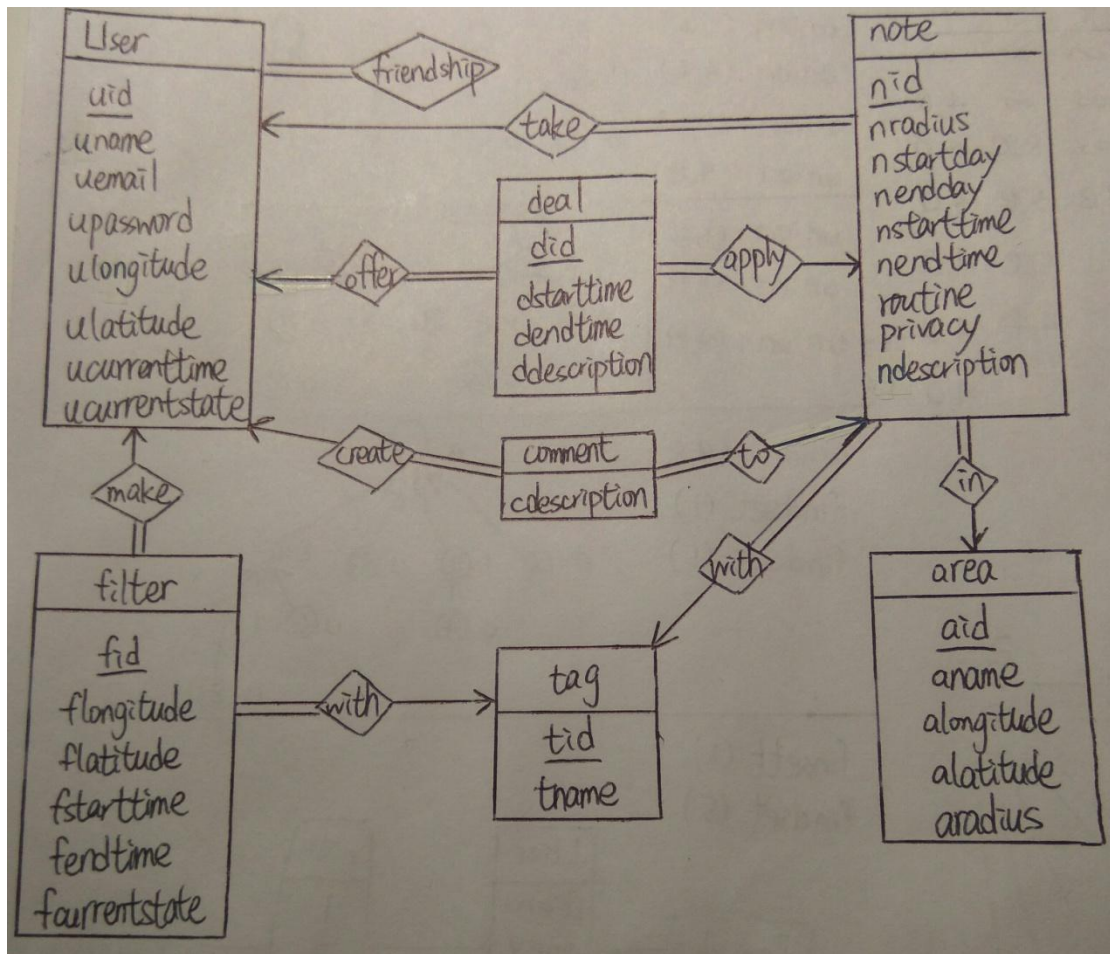 User
uid
uname
uemail
upassword
ulongitude
ulatitude
ucurrenttime
ucurrentstate
friendship
take
note
nid
nradius
nstartday
nendday
nstarttime
nendtime
routine
privacy
ndescription
deal
did
dstarttime
dendtime
ddescription
offer
apply
create
comment
cdescription
to
make
with
in
filter
fid
flongitude
flatitude
fstarttime
fendtime
fcurrentstate
with
tag
tid
tname
area
aid
aname
alongitude
alatitude
aradius